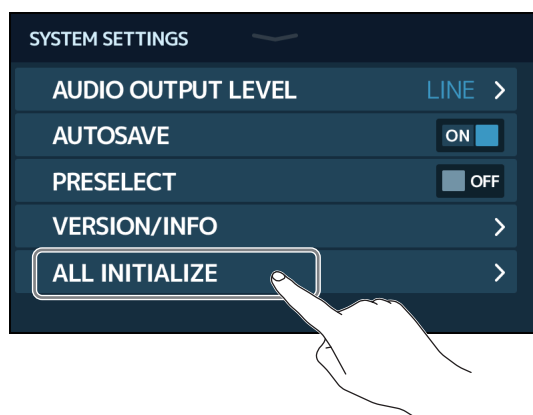 SYSTEM SETTINGS
AUDIO OUTPUT LEVEL LINE >
AUTOSAVE ON
PRESELECT OFF
VERSION/INFO >
ALL INITIALIZE >